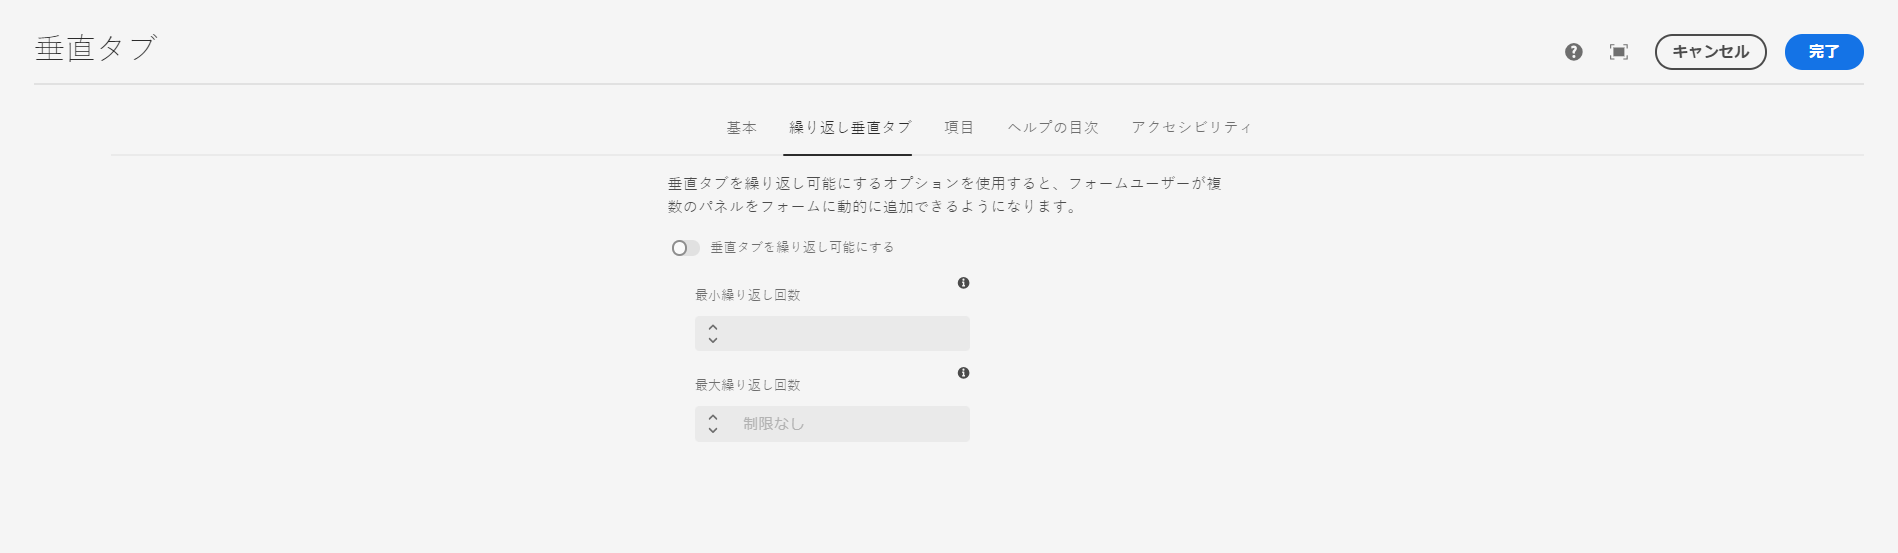 垂直タブ
キャンセル
完了
基本
繰り返し垂直タブ
項目
ヘルプの目次
アクセシビリティ
垂直タブを繰り返し可能にするオプションを使用すると、フォームユーザーが複
数のパネルをフォームに動的に追加できるようになります。
垂直タブを繰り返し可能にする
最小繰り返し回数
最大繰り返し回数
制限なし